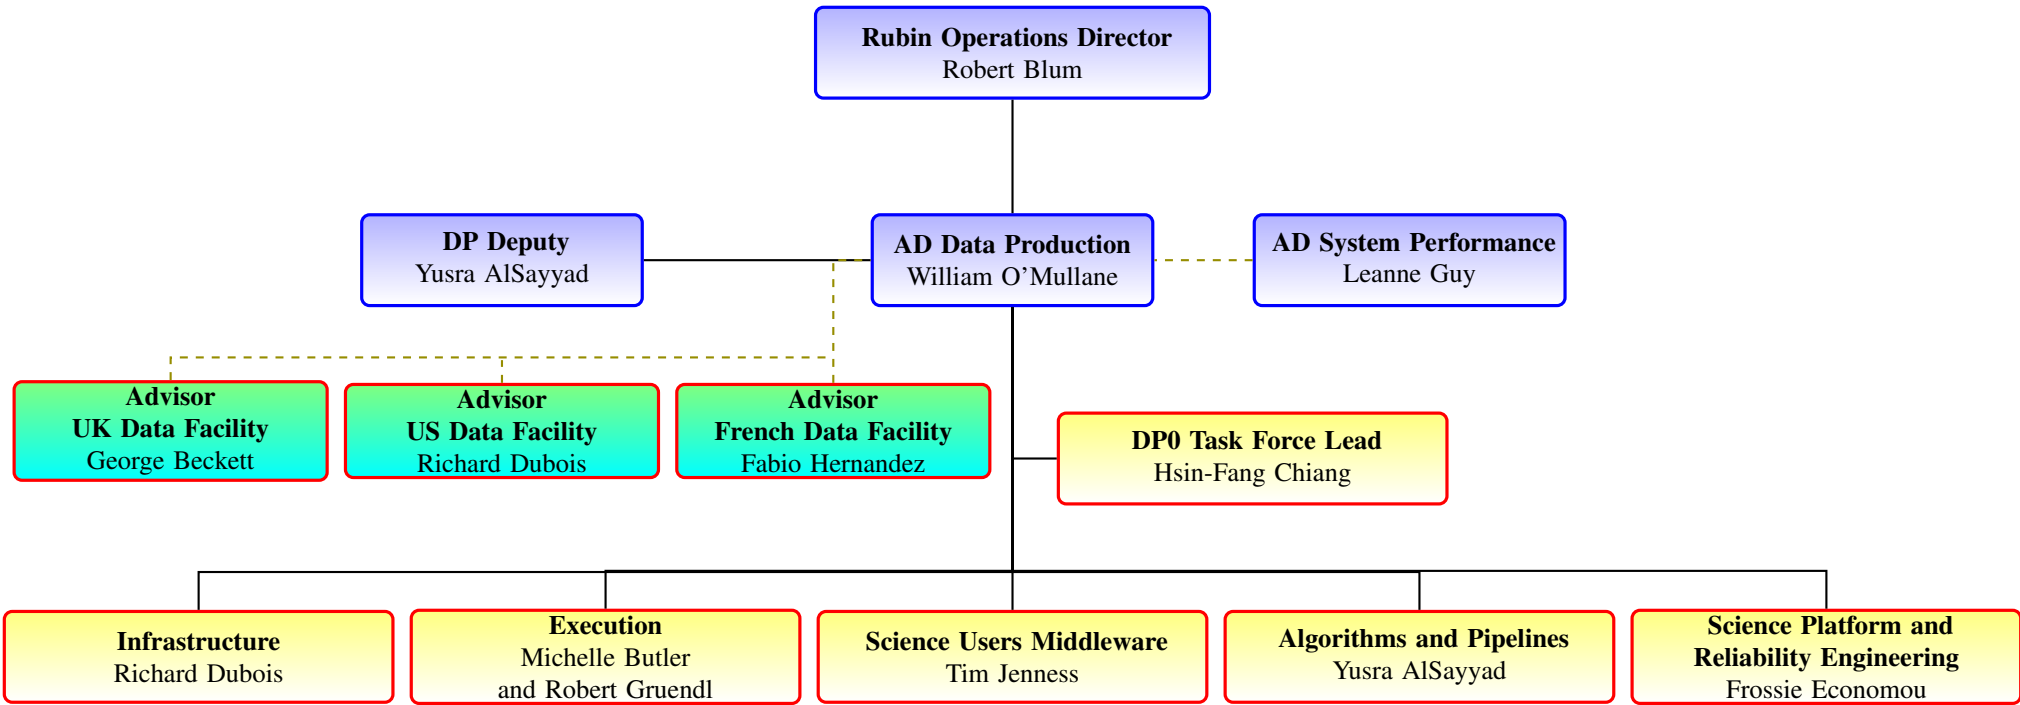 Rubin Operations Director
Robert Blum
DP Deputy
Yusra AlSayyad
AD Data Production
William O’Mullane
AD System Performance
Leanne Guy
Advisor
UK Data Facility
George Beckett
Advisor
US Data Facility
Richard Dubois
Advisor
French Data Facility
Fabio Hernandez
DP0 Task Force Lead
Hsin-Fang Chiang
Infrastructure
Richard Dubois
Execution
Michelle Butler
and Robert Gruendl
Science Users Middleware
Tim Jenness
Algorithms and Pipelines
Yusra AlSayyad
Science Platform and
Reliability Engineering
Frossie Economou